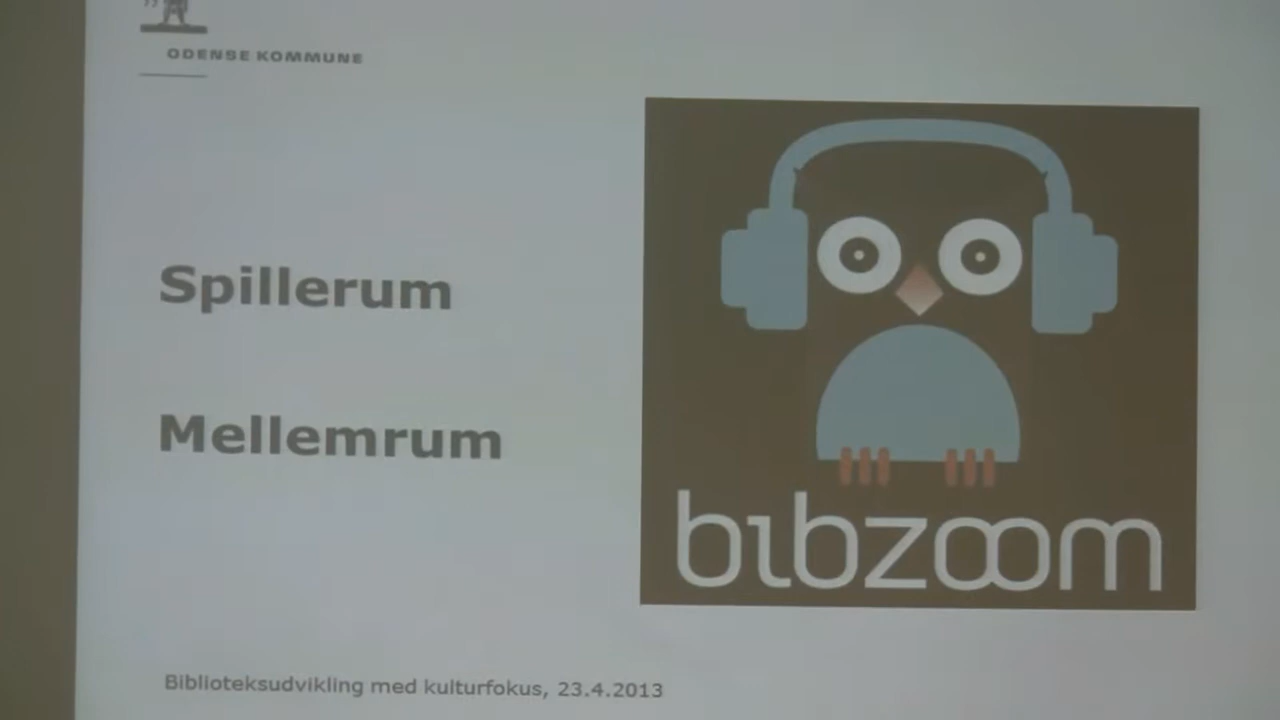 ODENSE KOMMUNE
Spillerum
Mellemrum
bibzoom
Biblioteksudvikling med kulturfokus, 23.4.2013